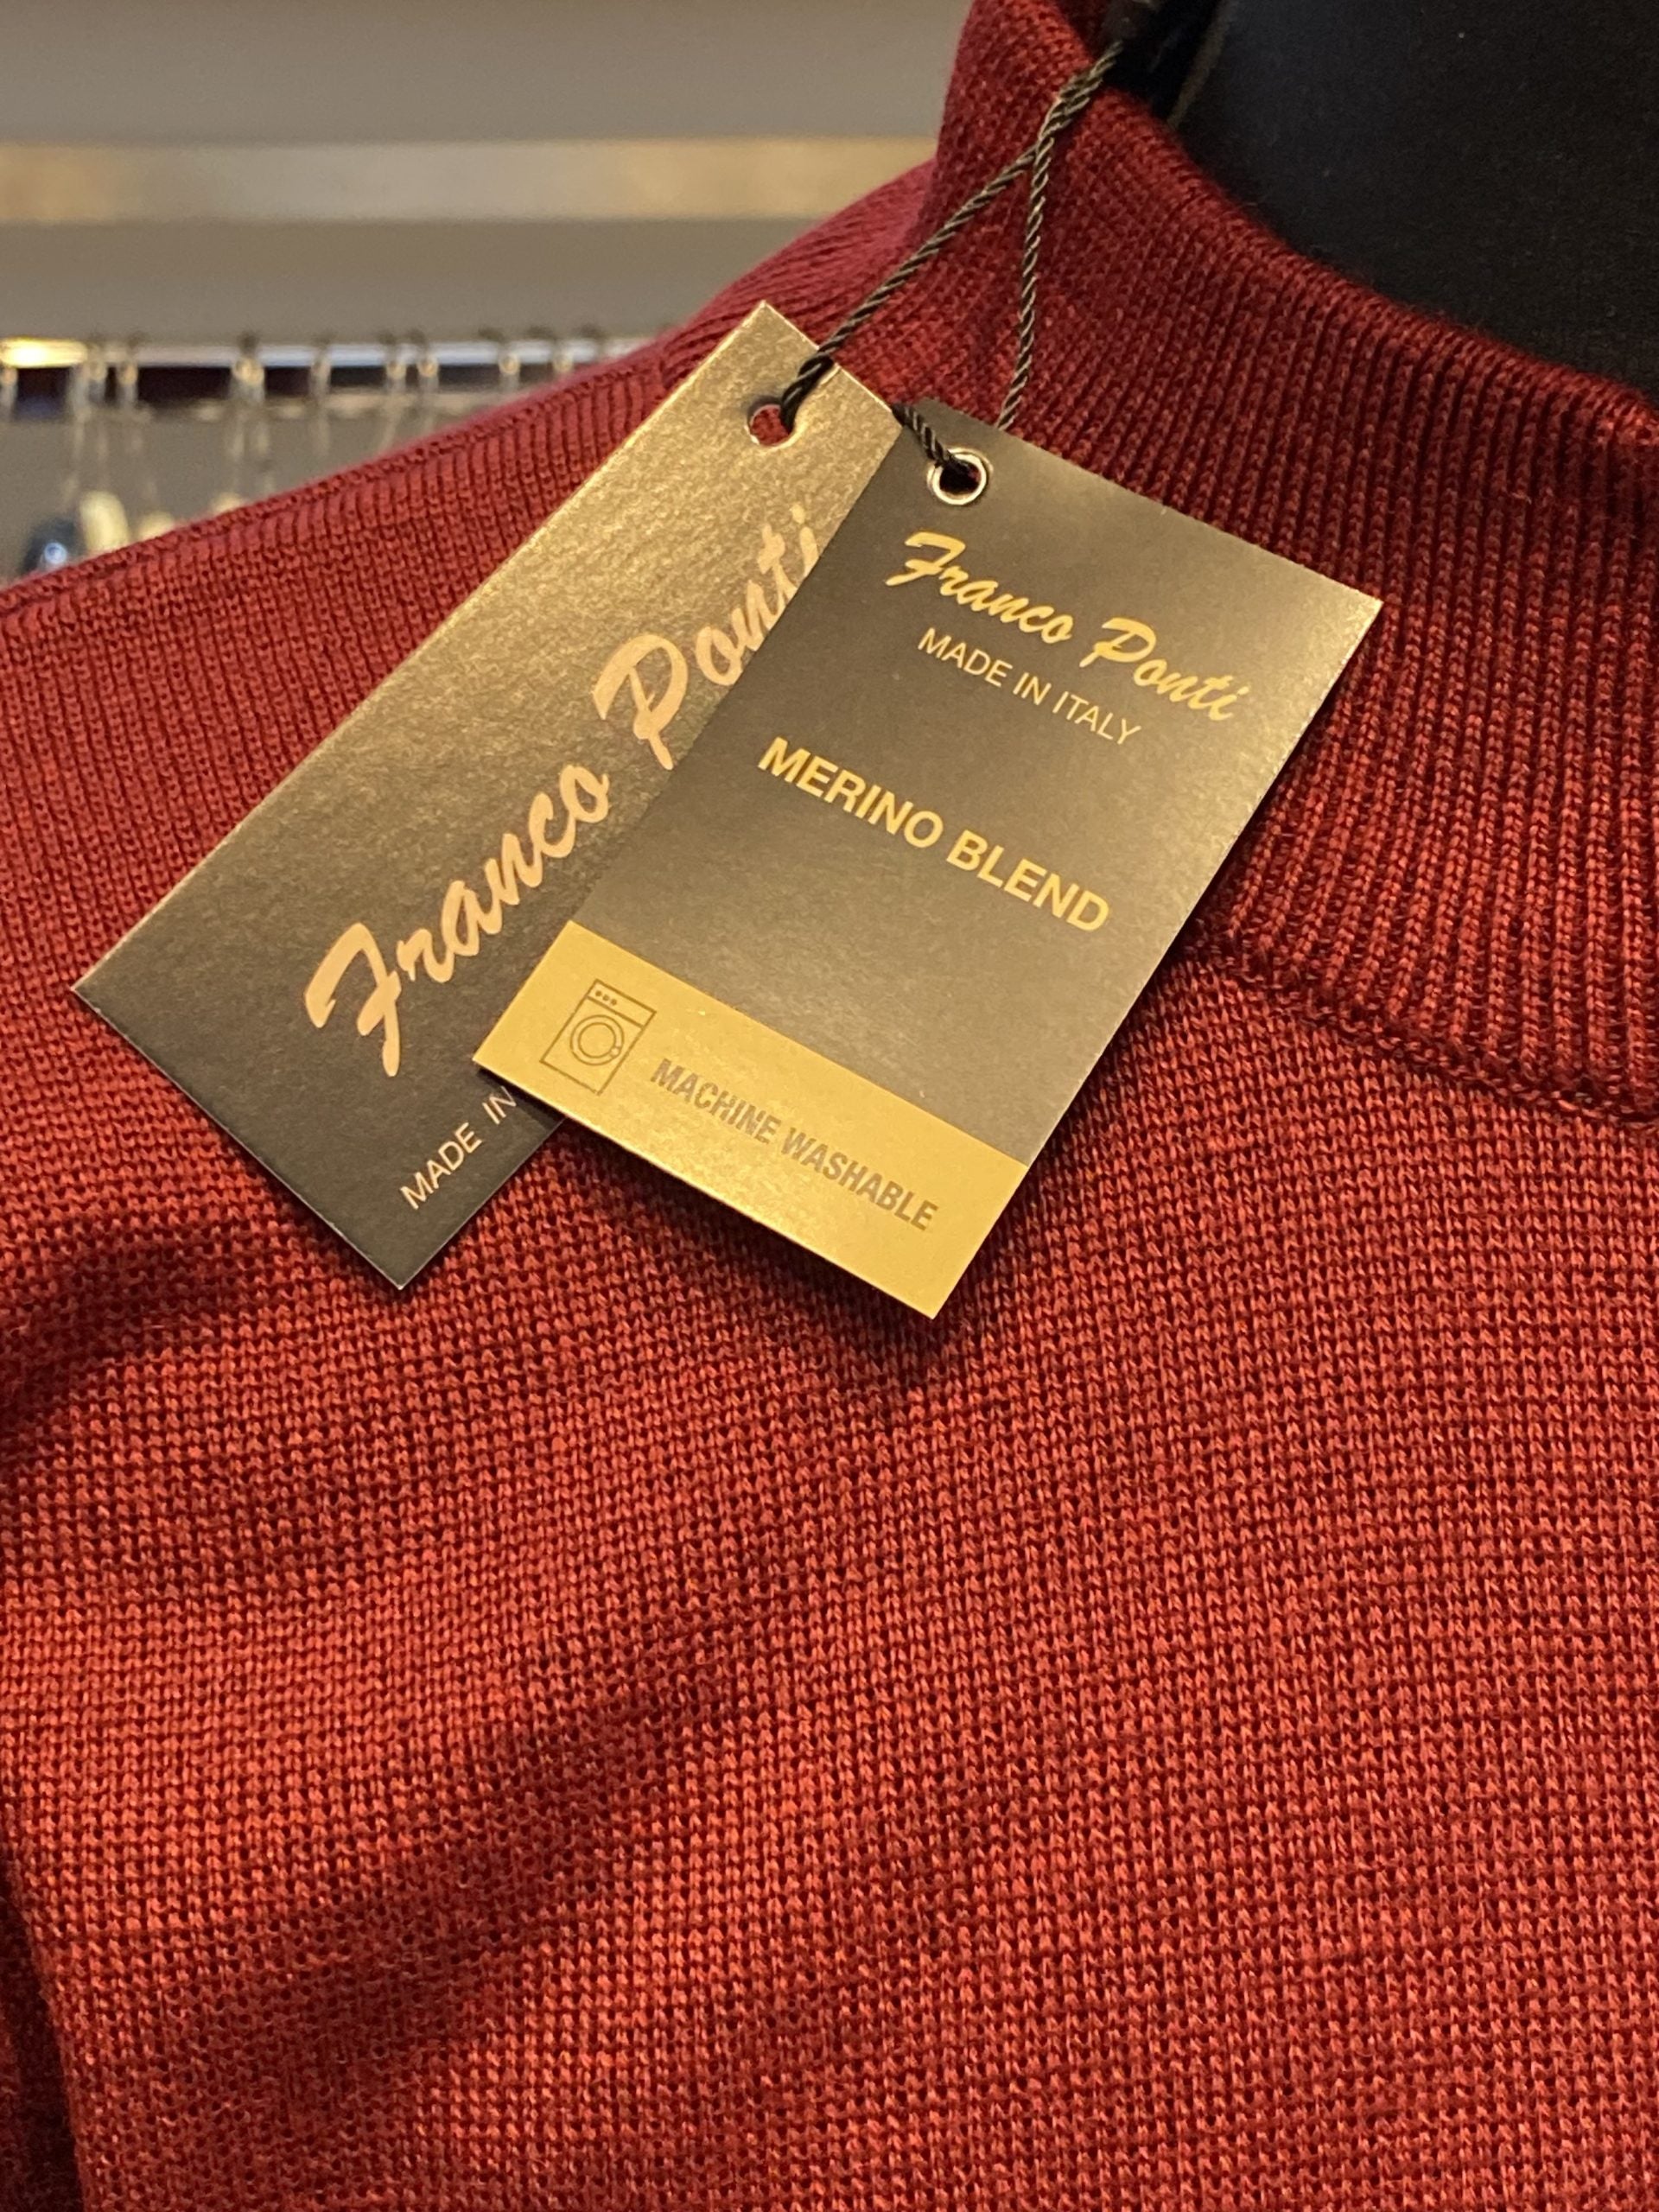 Franco Ponti
MADE IN
Franco Ponti
MADE IN ITALY
MERINO BLEND
MACHINE WASHABLE